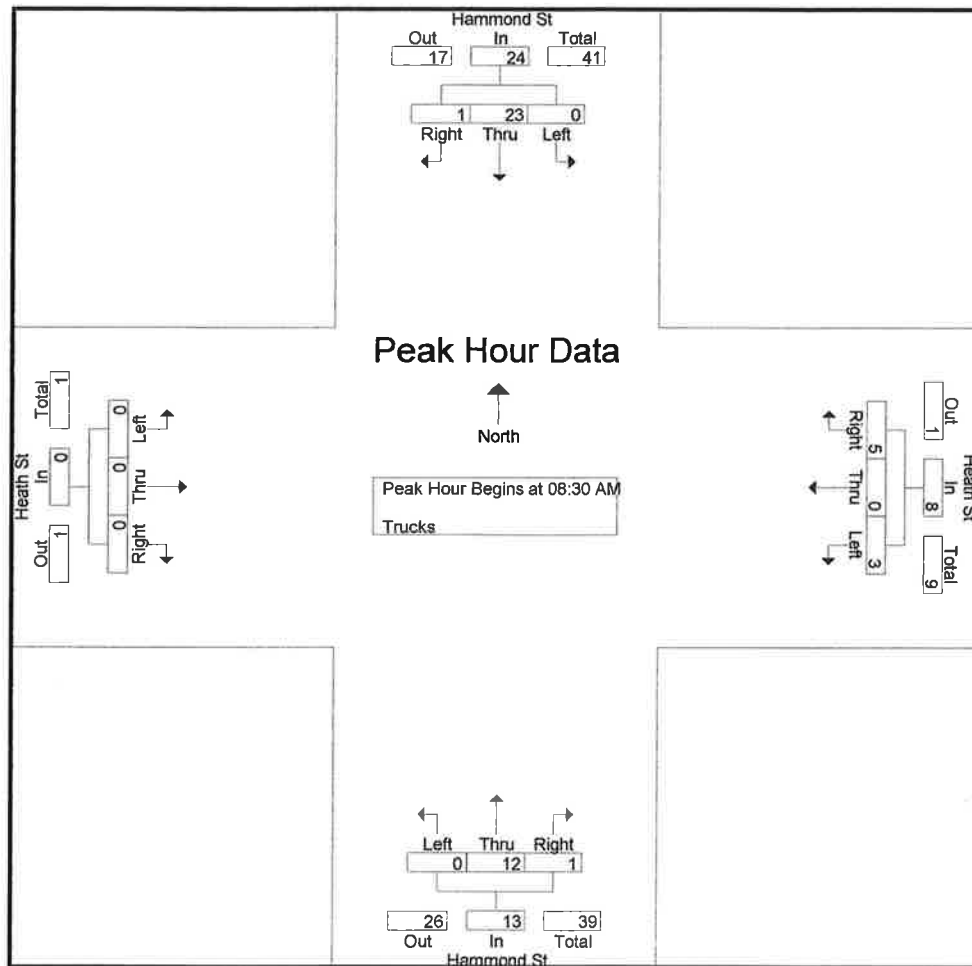 Hammond St
Out In Total
17 24 41
1 23 0
Right Thru Left
Peak Hour Data
North
Peak Hour Begins at 08:30 AM
Trucks
Heath St
Total In Out
1 0 1
0 0 0
Left Thru Right
Right Thru Left
5 0 3
Out In Total
1 8 9
Heath St
Left Thru Right
0 12 1
26 13 39
Out In Total
Hammond St